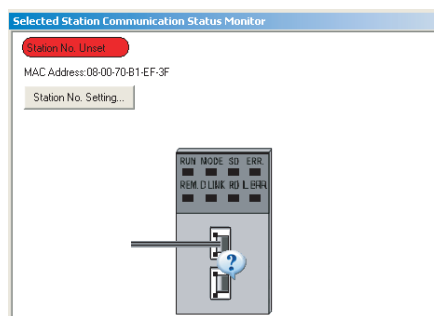 Selected Station Communication Status Monitor
Station No. Unset
MAC Address:08-00-70-B1-EF-3F
Station No. Setting...
RUN MODE SD ERR.
REM. D LINK RD L ERR
?